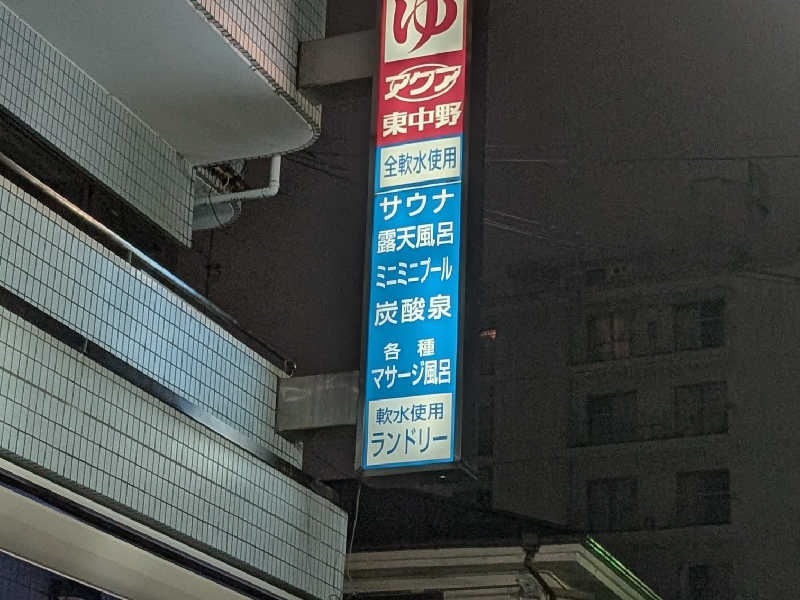 ゆ
アクア
東中野
全軟水使用
サウナ
露天風呂
ミニミニプール
炭酸泉
各種
マサージ風呂
軟水使用
ランドリー